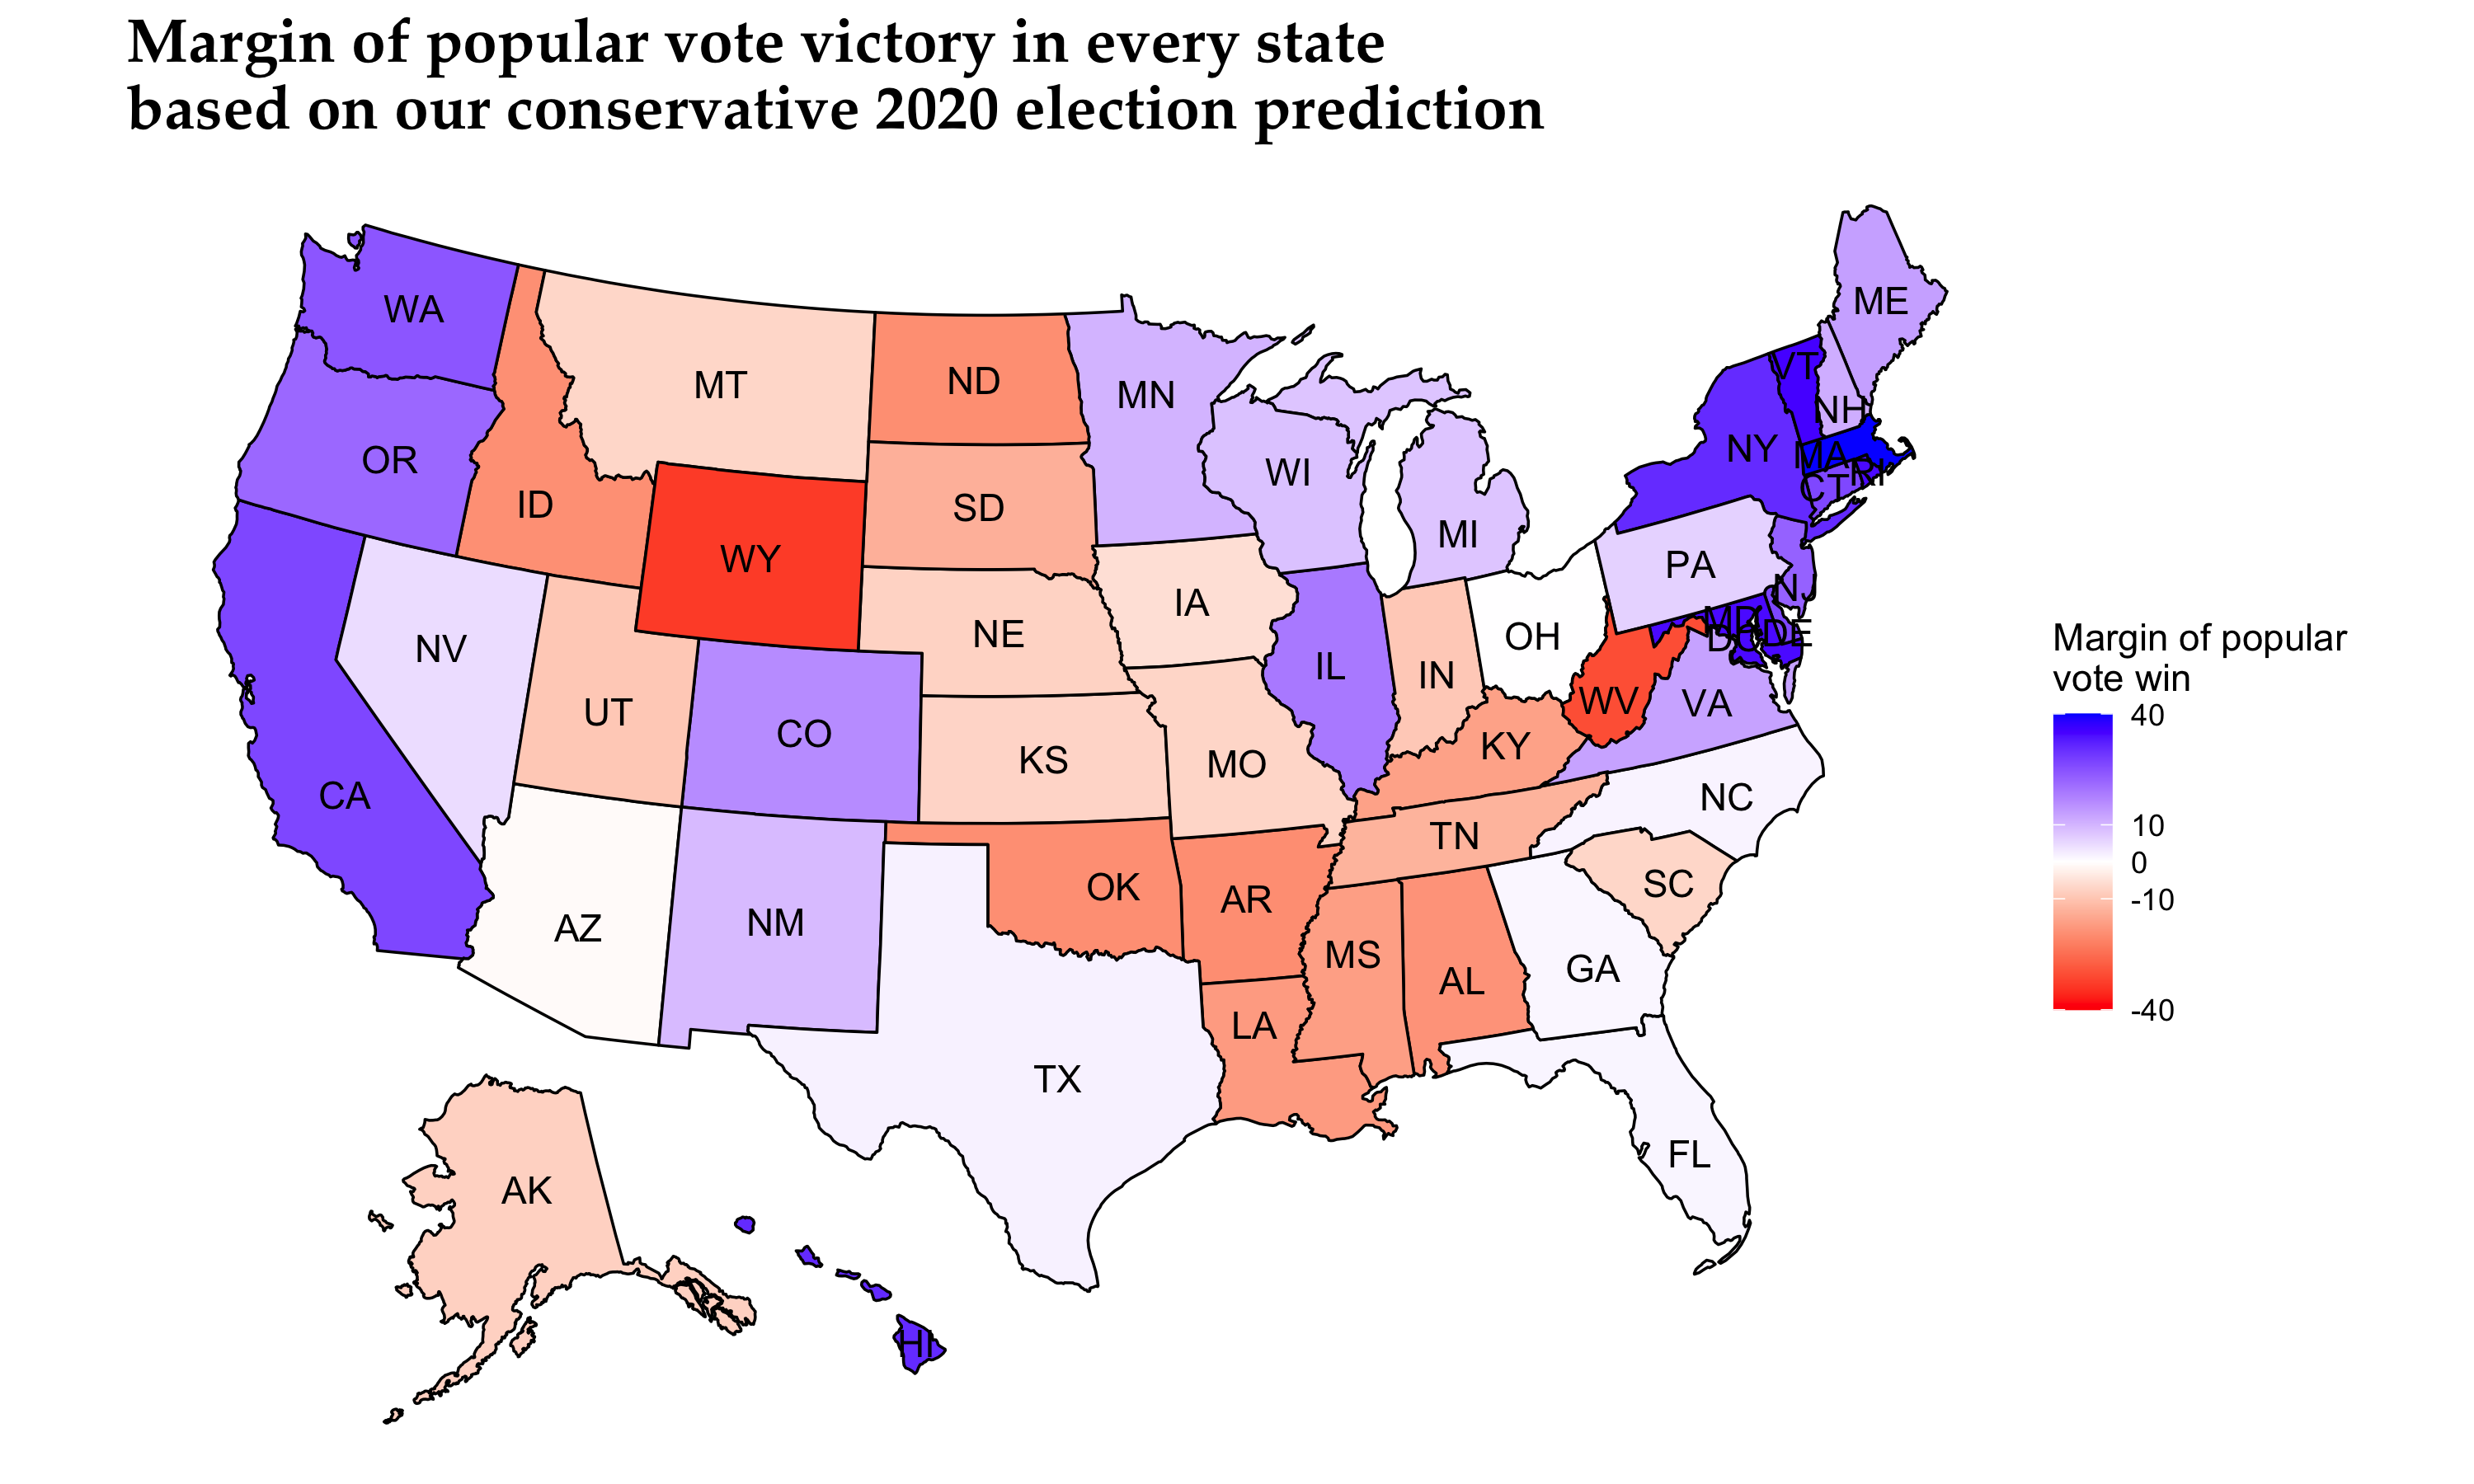 Margin of popular vote victory in every state
based on our conservative 2020 election prediction
WA
MT
ND
MN
ME
VT
NH
OR
ID
WY
SD
WI
MI
NY
MA
RI
CT
NV
UT
CO
NE
IA
IL
IN
OH
PA
NJ
MD
DC
DE
WV
VA
CA
KS
MO
KY
NC
TN
AZ
NM
OK
AR
SC
MS
AL
GA
LA
TX
FL
AK
HI
Margin of popular
vote win
40
10
0
-10
-40